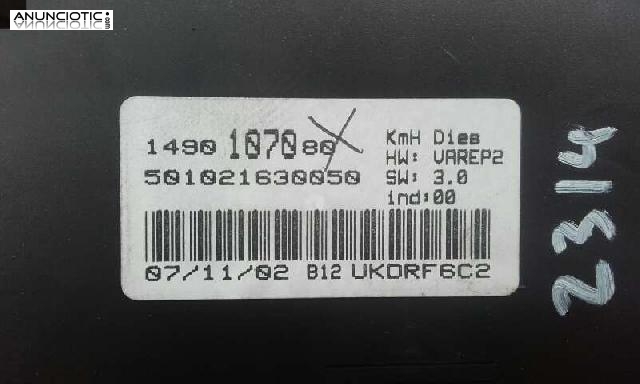 ANUNCIOTIC.com
1490 1070 80
501021630050
KmH Dies
HW: VAREP2
SW: 3.0
ind:00
07/11/02 B12 UKDRF6C2
2314